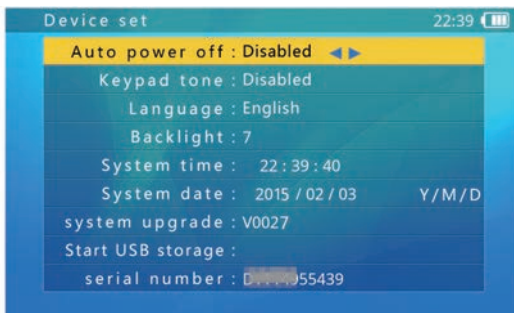 Device set 22:39
Auto power off : Disabled
Keypad tone : Disabled
Language : English
Backlight : 7
System time : 22 : 39 : 40
System date : 2015 / 02 / 03 Y/M/D
system upgrade : V0027
Start USB storage :
serial number :